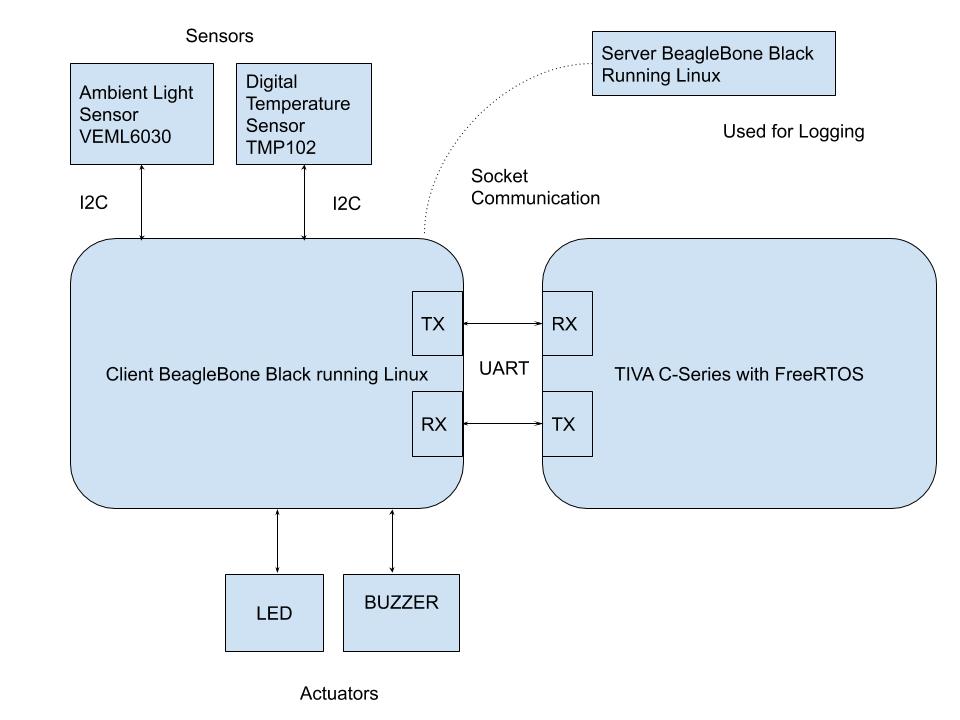 Sensors
Server BeagleBone Black
Running Linux
Ambient Light
Sensor
VEML6030
Digital
Temperature
Sensor
TMP102
Used for Logging
I2C
I2C
Socket
Communication
TX
RX
Client BeagleBone Black running Linux
UART
TIVA C-Series with FreeRTOS
RX
TX
LED
BUZZER
Actuators